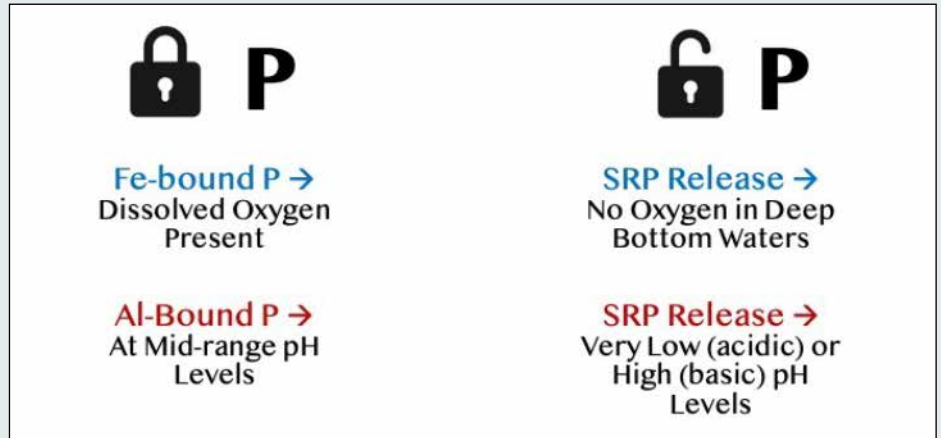 P
Fe-bound P →
Dissolved Oxygen
Present
Al-Bound P →
At Mid-range pH
Levels
P
SRP Release →
No Oxygen in Deep
Bottom Waters
SRP Release →
Very Low (acidic) or
High (basic) pH
Levels